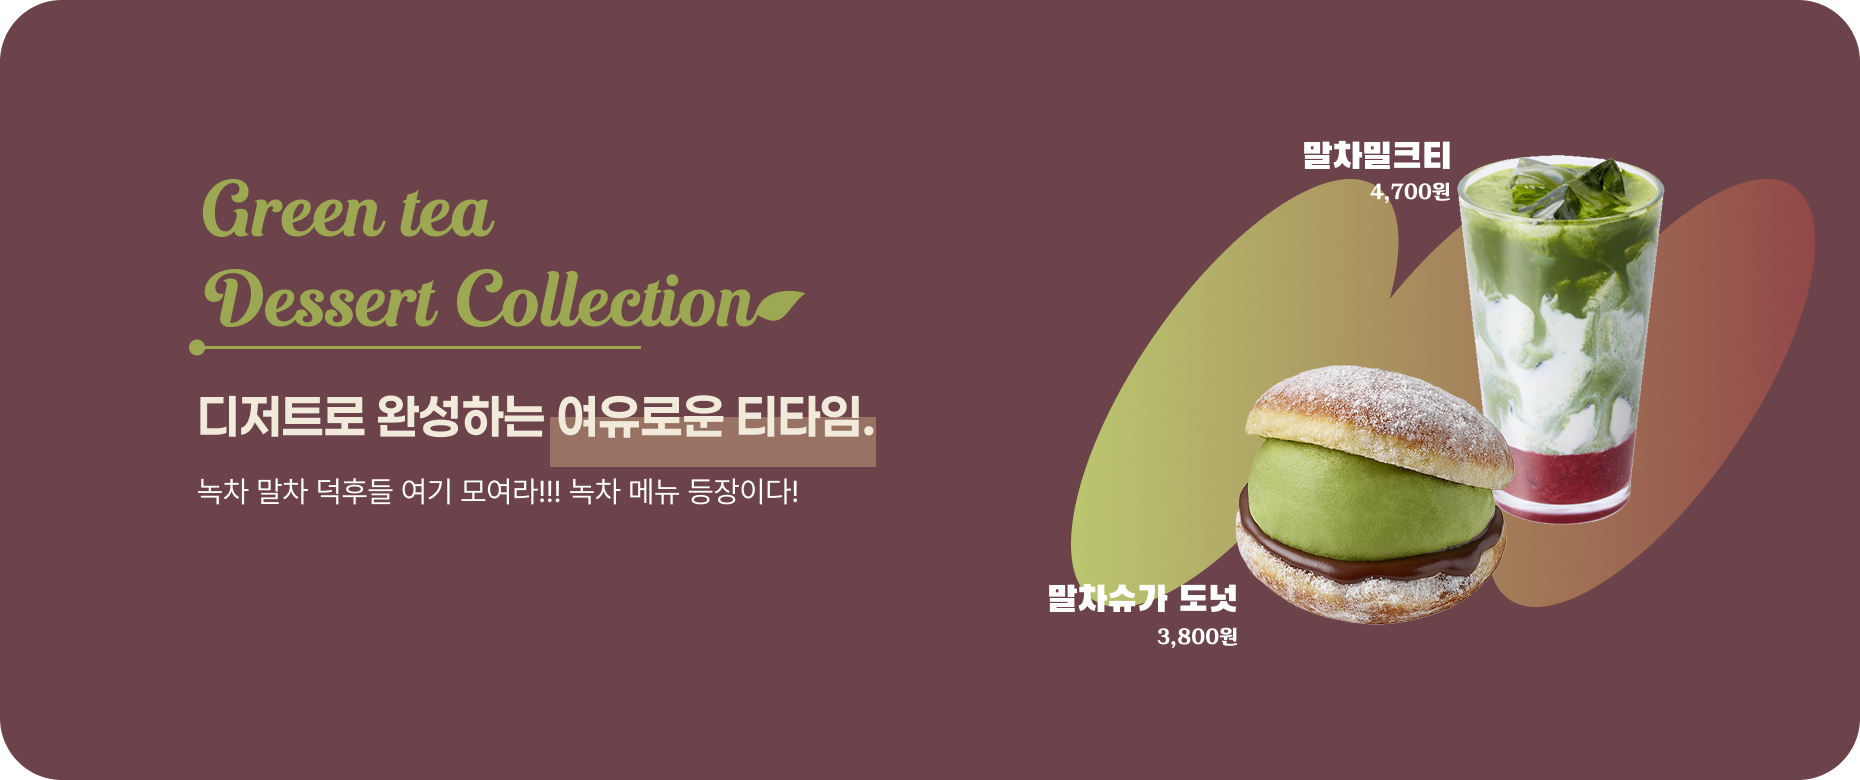 Green tea
Dessert Collection
디저트로 완성하는 여유로운 티타임.
녹차 말차 덕후들 여기 모여라!!! 녹차 메뉴 등장이다!
말차밀크티
4,700원
말차슈가 도넛
3,800원